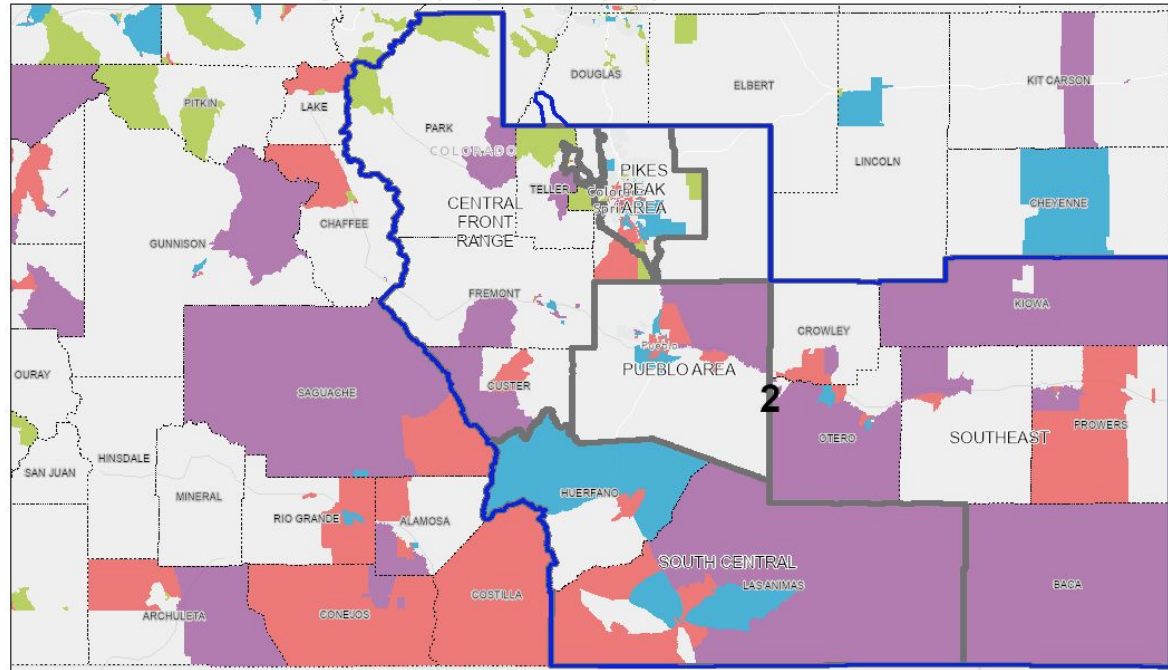 DOUGLAS
ELBERT
KIT CARSON
PITKIN
LAKE
PARK
COLORADO
LINCOLN
TELLER
PIKES
PEAK
AREA
Colorado
CHEYENNE
CENTRAL
FRONT
RANGE
CHAFFEE
GUNNISON
FREMONT
KIOWA
CROWLEY
Pueblo
OURAY
PUEBLO AREA
CUSTER
SAGUACHE
2
PROWERS
OTERO
SOUTHEAST
HINSDALE
SAN JUAN
MINERAL
HUERFANO
RIO GRANDE
ALAMOSA
SOUTH CENTRAL
LAS ANIMAS
BACA
COSTILLA
CONEJOS
ARCHULETA